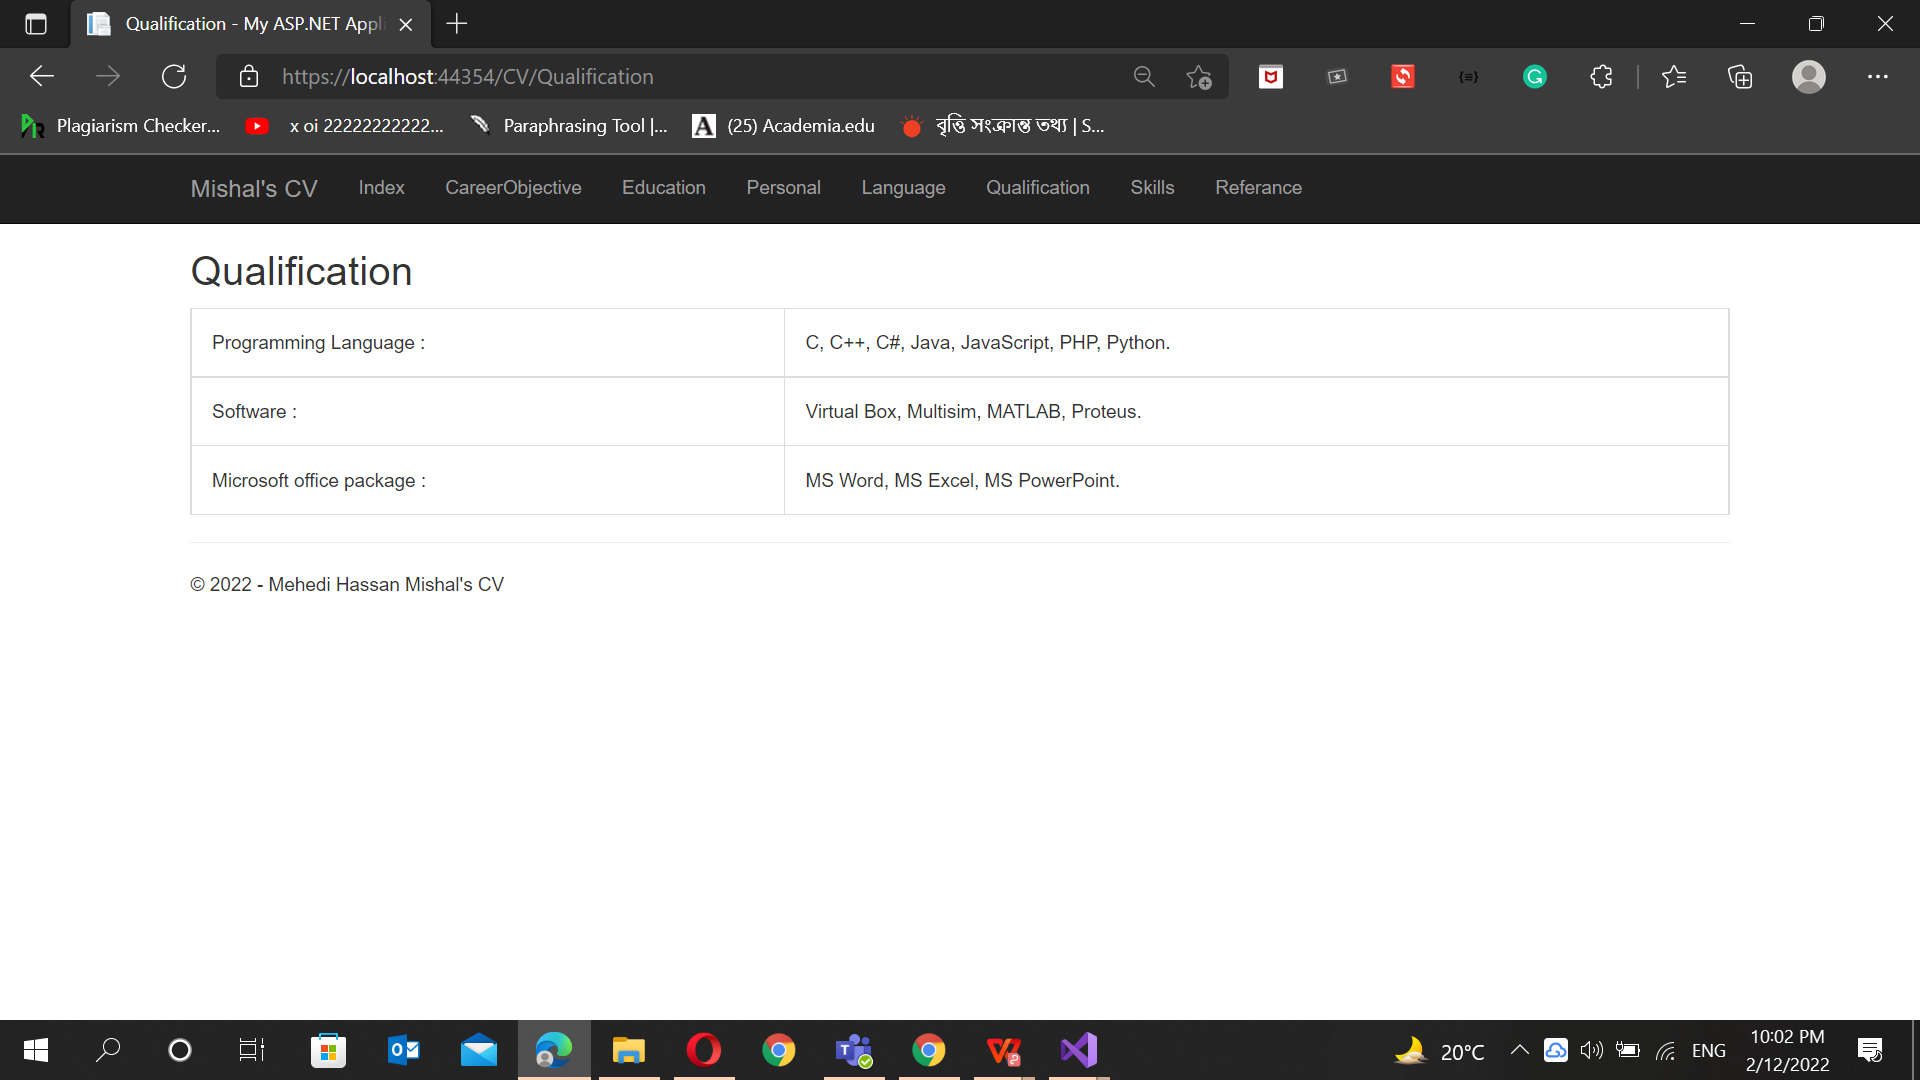 Qualification - My ASP.NET Appli
https://localhost:44354/CV/Qualification
Plagiarism Checker... x oi 22222222222... Paraphrasing Tool |... (25) Academia.edu বৃত্তি সংক্রান্ত তথ্য | S...
Mishal's CV Index CareerObjective Education Personal Language Qualification Skills Referance
Qualification
Programming Language : C, C++, C#, Java, JavaScript, PHP, Python.
Software : Virtual Box, Multisim, MATLAB, Proteus.
Microsoft office package : MS Word, MS Excel, MS PowerPoint.
© 2022 - Mehedi Hassan Mishal's CV
20°C ENG 10:02 PM
2/12/2022